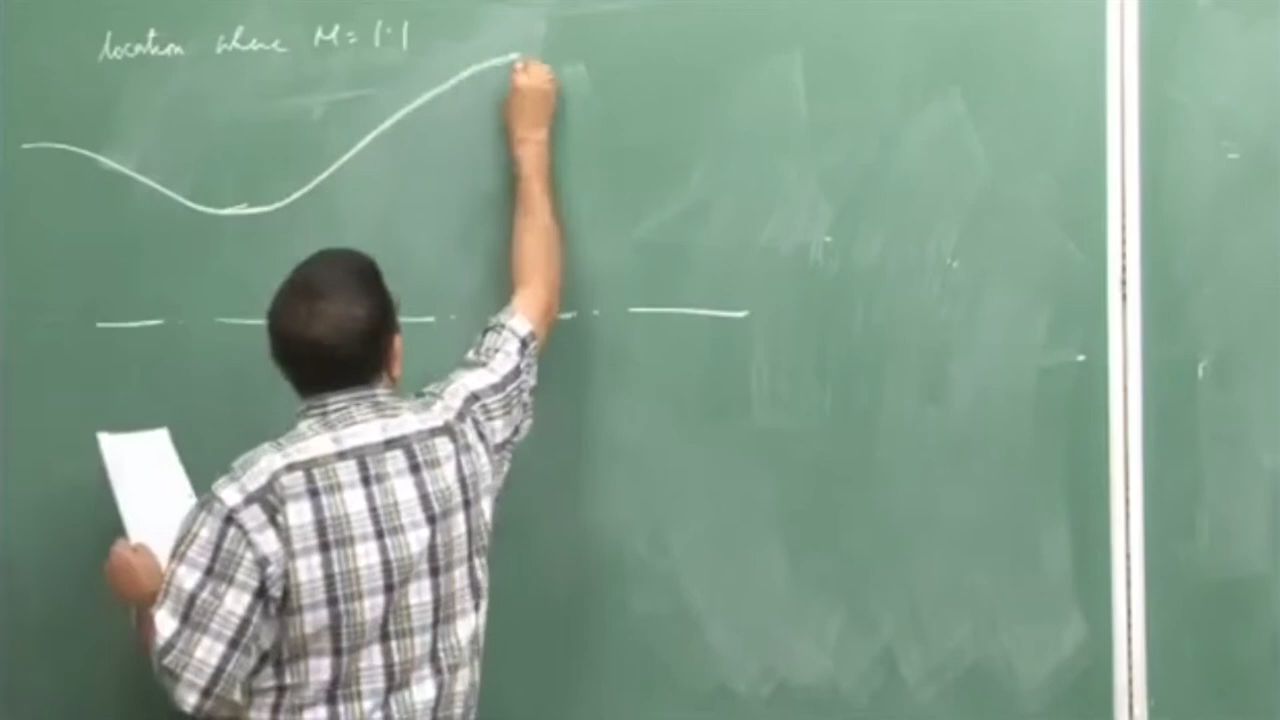 location where M = 1.1